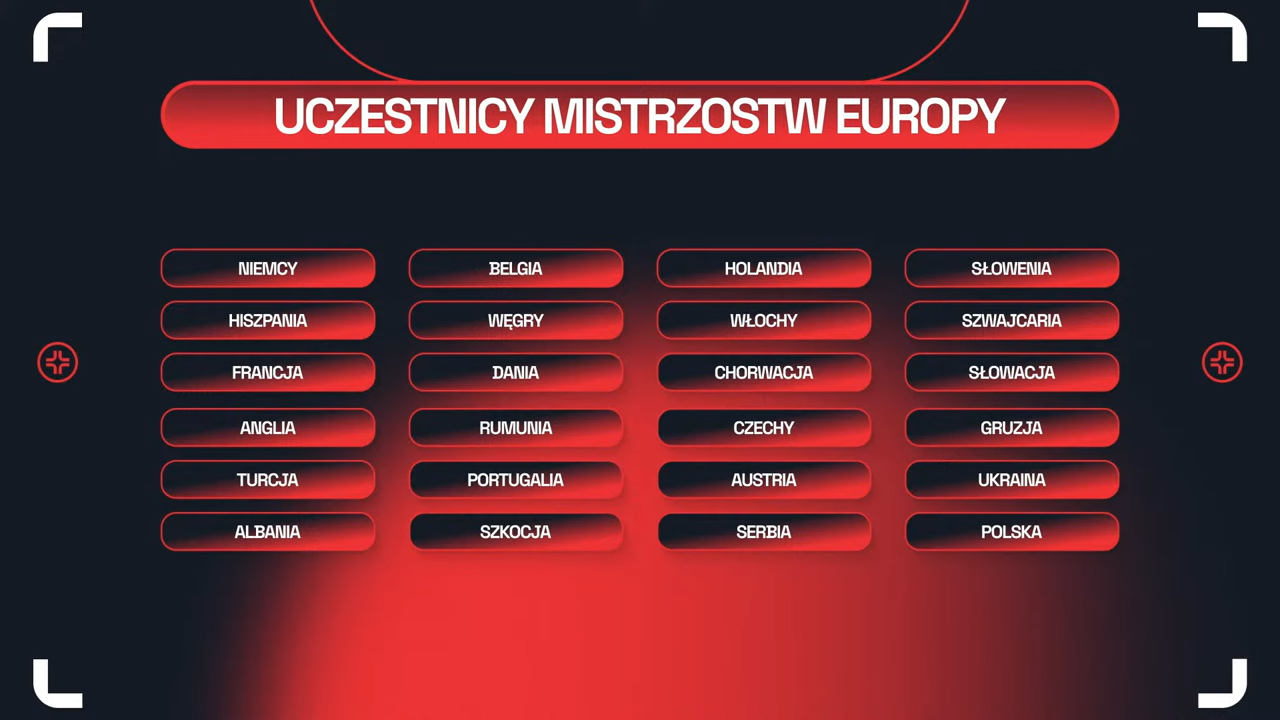 UCZESTNICY MISTRZOSTW EUROPY
NIEMCY
HISZPANIA
FRANCJA
ANGLIA
TURCJA
ALBANIA
BELGIA
WĘGRY
DANIA
RUMUNIA
PORTUGALIA
SZKOCJA
HOLANDIA
WŁOCHY
CHORWACJA
CZECHY
AUSTRIA
SERBIA
SŁOWENIA
SZWAJCARIA
SŁOWACJA
GRUZJA
UKRAINA
POLSKA